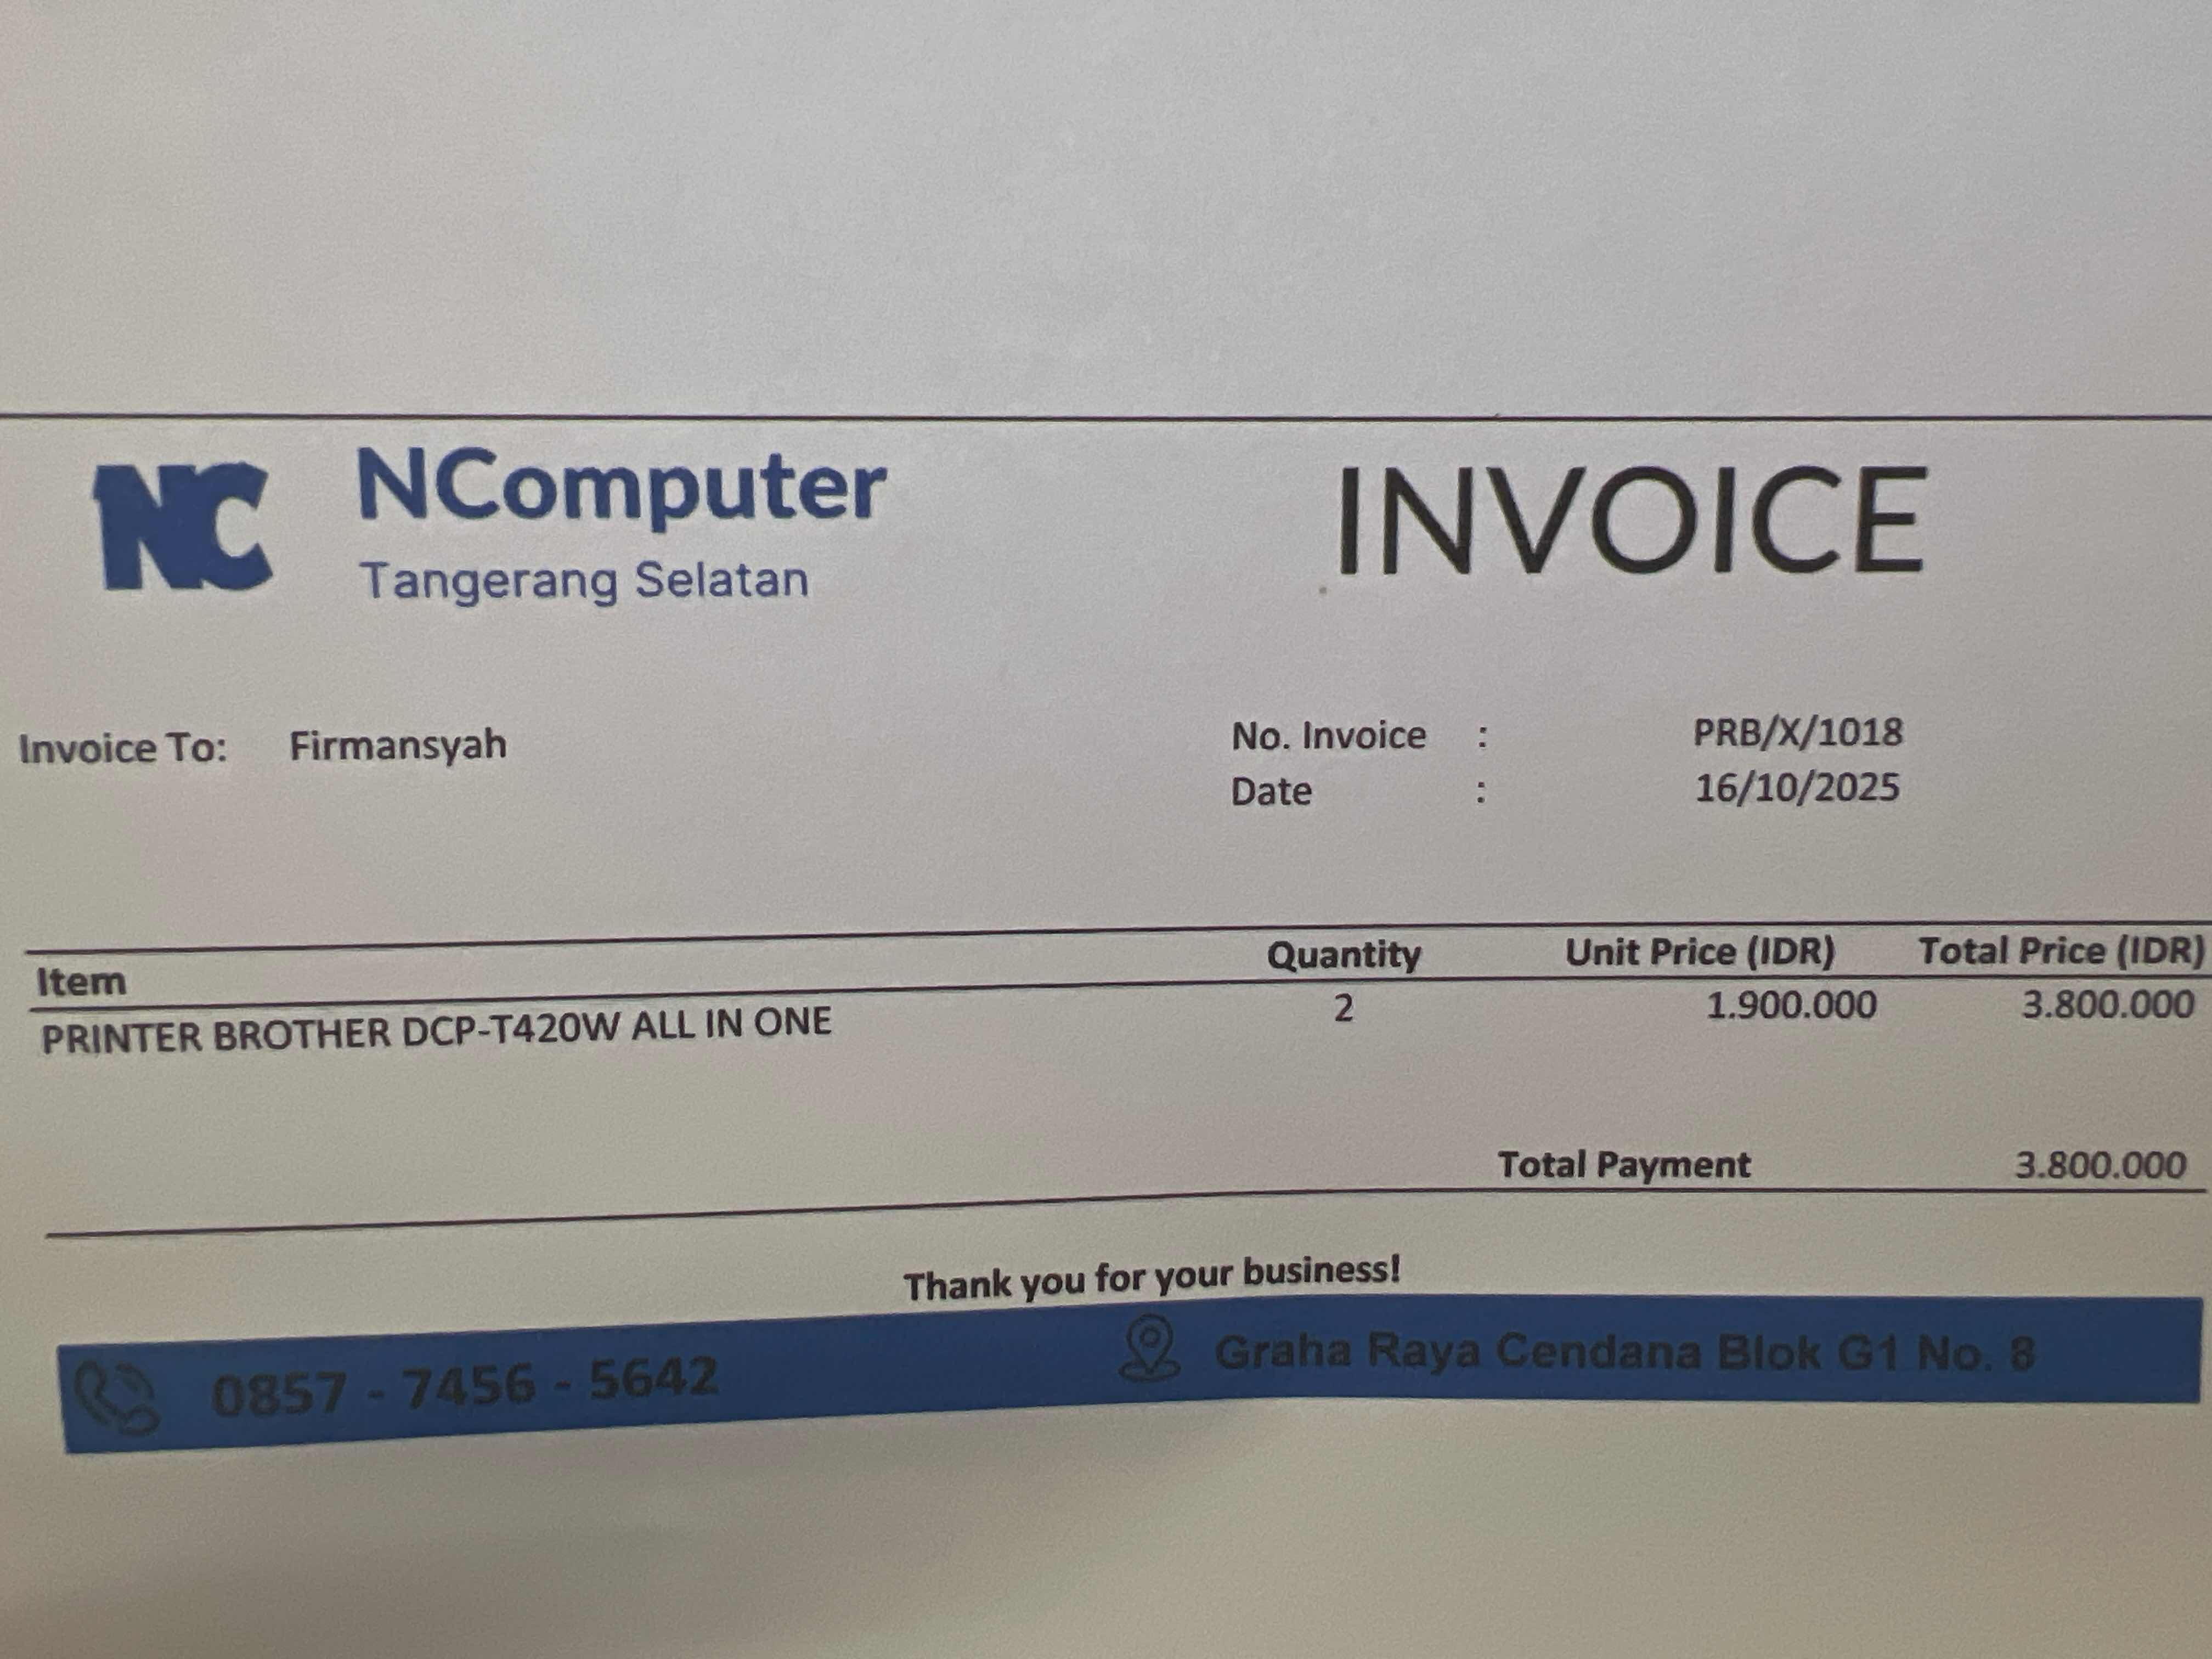 NC NComputer
Tangerang Selatan
INVOICE
Invoice To: Firmansyah
No. Invoice : PRB/X/1018
Date : 16/10/2025
Item Quantity Unit Price (IDR) Total Price (IDR)
PRINTER BROTHER DCP-T420W ALL IN ONE 2 1.900.000 3.800.000
Total Payment 3.800.000
Thank you for your business!
0857 - 7456 - 5642 Graha Raya Cendana Blok G1 No. 8